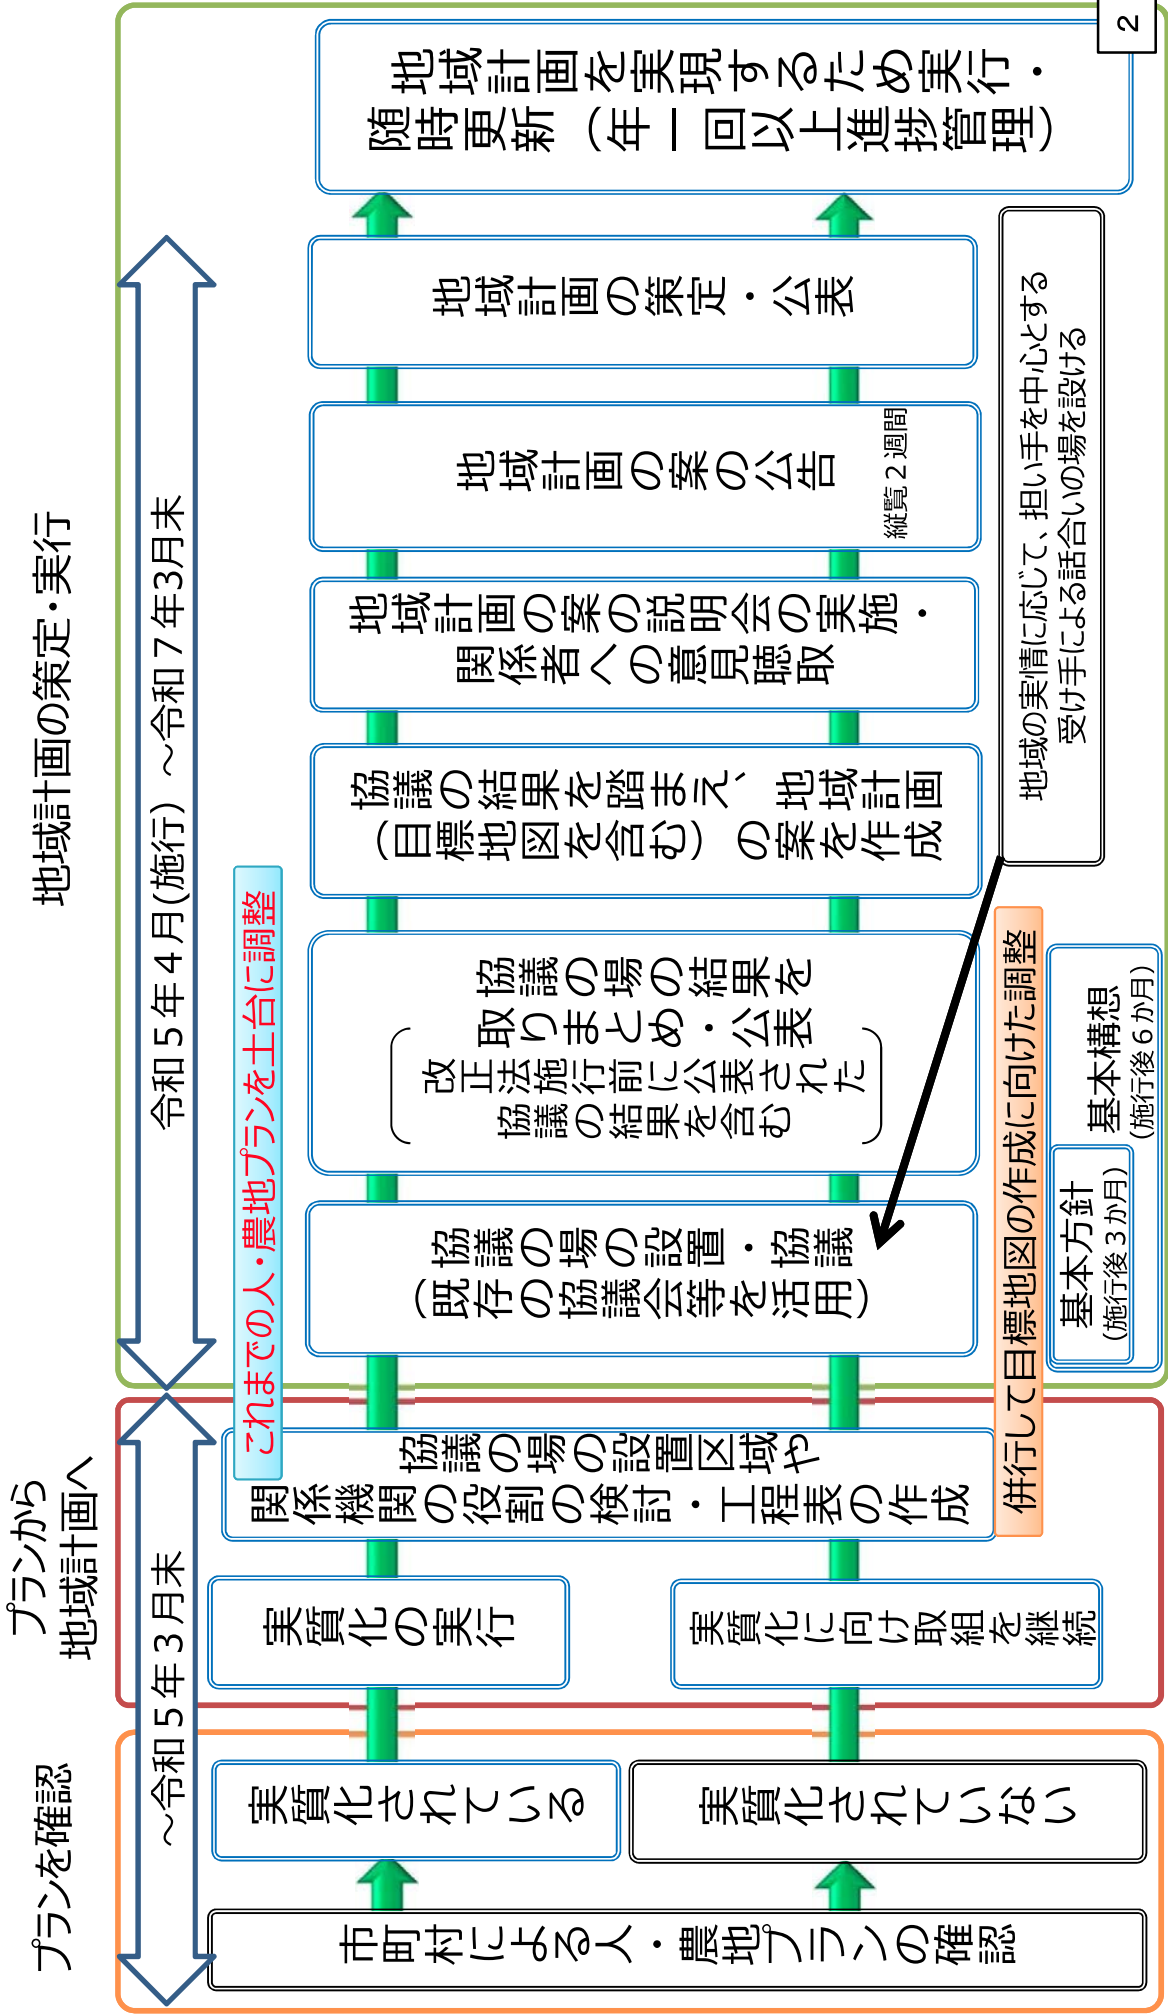 プランを確認
プランから
地域計画へ
地域計画の策定・実行
～令和５年３月末
令和５年４月(施行）～令和７年3月末
市町村による人・農地プランの確認
実質化されている
実質化されていない
実質化の実行
実質化に向け取組を継続
協議の場の設置区域や
関係機関の役割の検討・工程表の作成
これまでの人・農地プランを土台に調整
協議の場の設置・協議
（既存の協議会等を活用）
協議の場の結果を
取りまとめ・公表
改正法施行前に公表された
協議の結果を含む
協議の結果を踏まえ、地域計画
（目標地図を含む）の案を作成
地域計画の案の説明会の実施・
関係者への意見聴取
地域計画の案の公告
縦覧２週間
地域計画の策定・公表
地域計画を実現するため実行・
随時更新（年一回以上進捗管理）
併行して目標地図の作成に向けた調整
基本方針
(施行後３か月）
基本構想
(施行後６か月）
地域の実情に応じて、担い手を中心とする
受け手による話合いの場を設ける
2